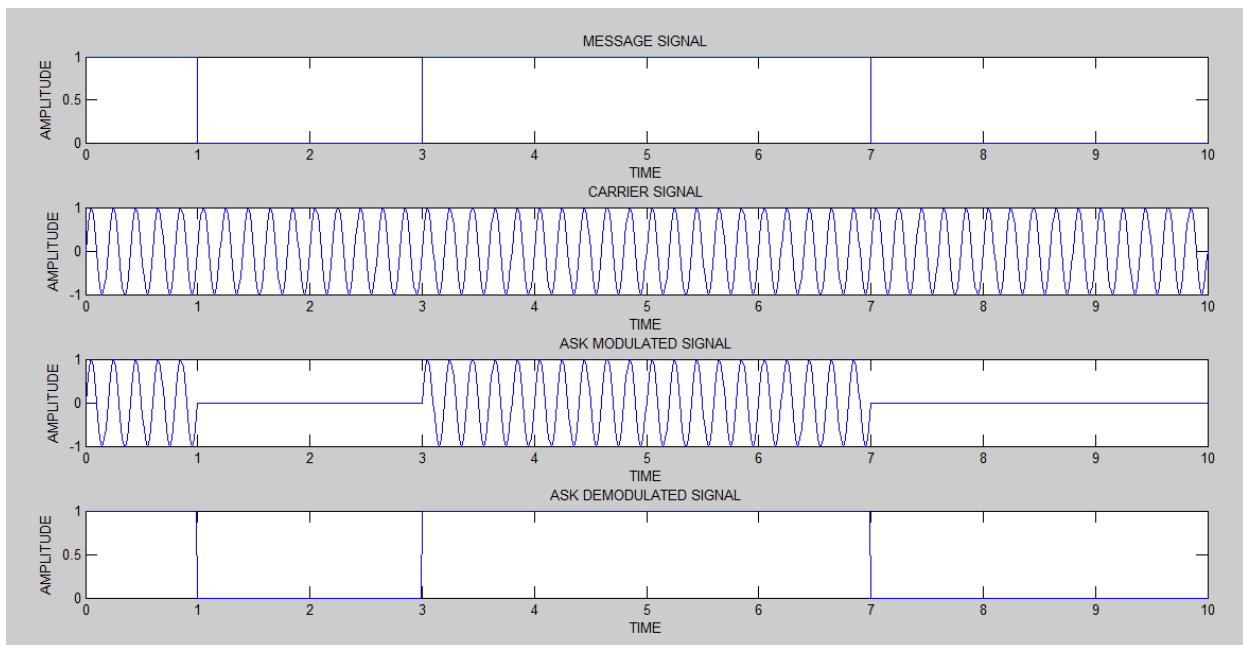 MESSAGE SIGNAL
AMPLITUDE
1
0.5
0
0 1 2 3 4 5 6 7 8 9 10
TIME
CARRIER SIGNAL
AMPLITUDE
1
0
-1
0 1 2 3 4 5 6 7 8 9 10
TIME
ASK MODULATED SIGNAL
AMPLITUDE
1
0
-1
0 1 2 3 4 5 6 7 8 9 10
TIME
ASK DEMODULATED SIGNAL
AMPLITUDE
1
0.5
0
0 1 2 3 4 5 6 7 8 9 10
TIME